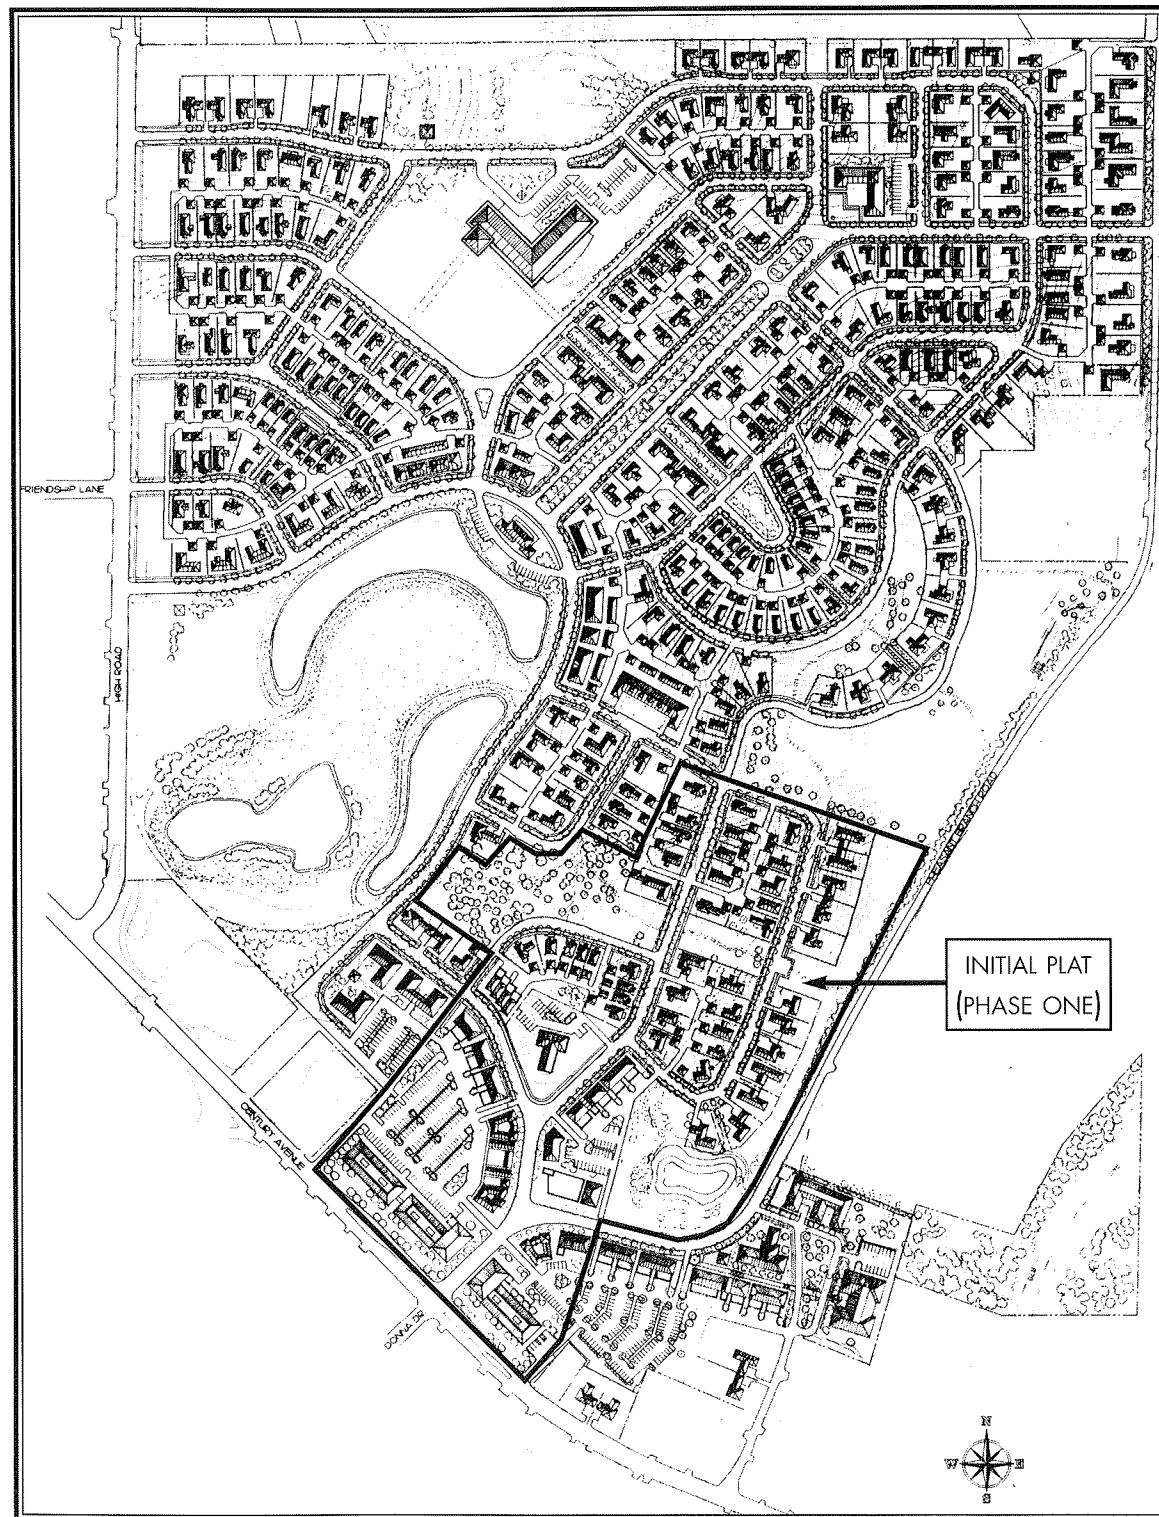 FRIENDSHIP LANE
HIGH ROAD
INITIAL PLAT
(PHASE ONE)
CENTURY AVENUE
DONNA DR
N
W E
S